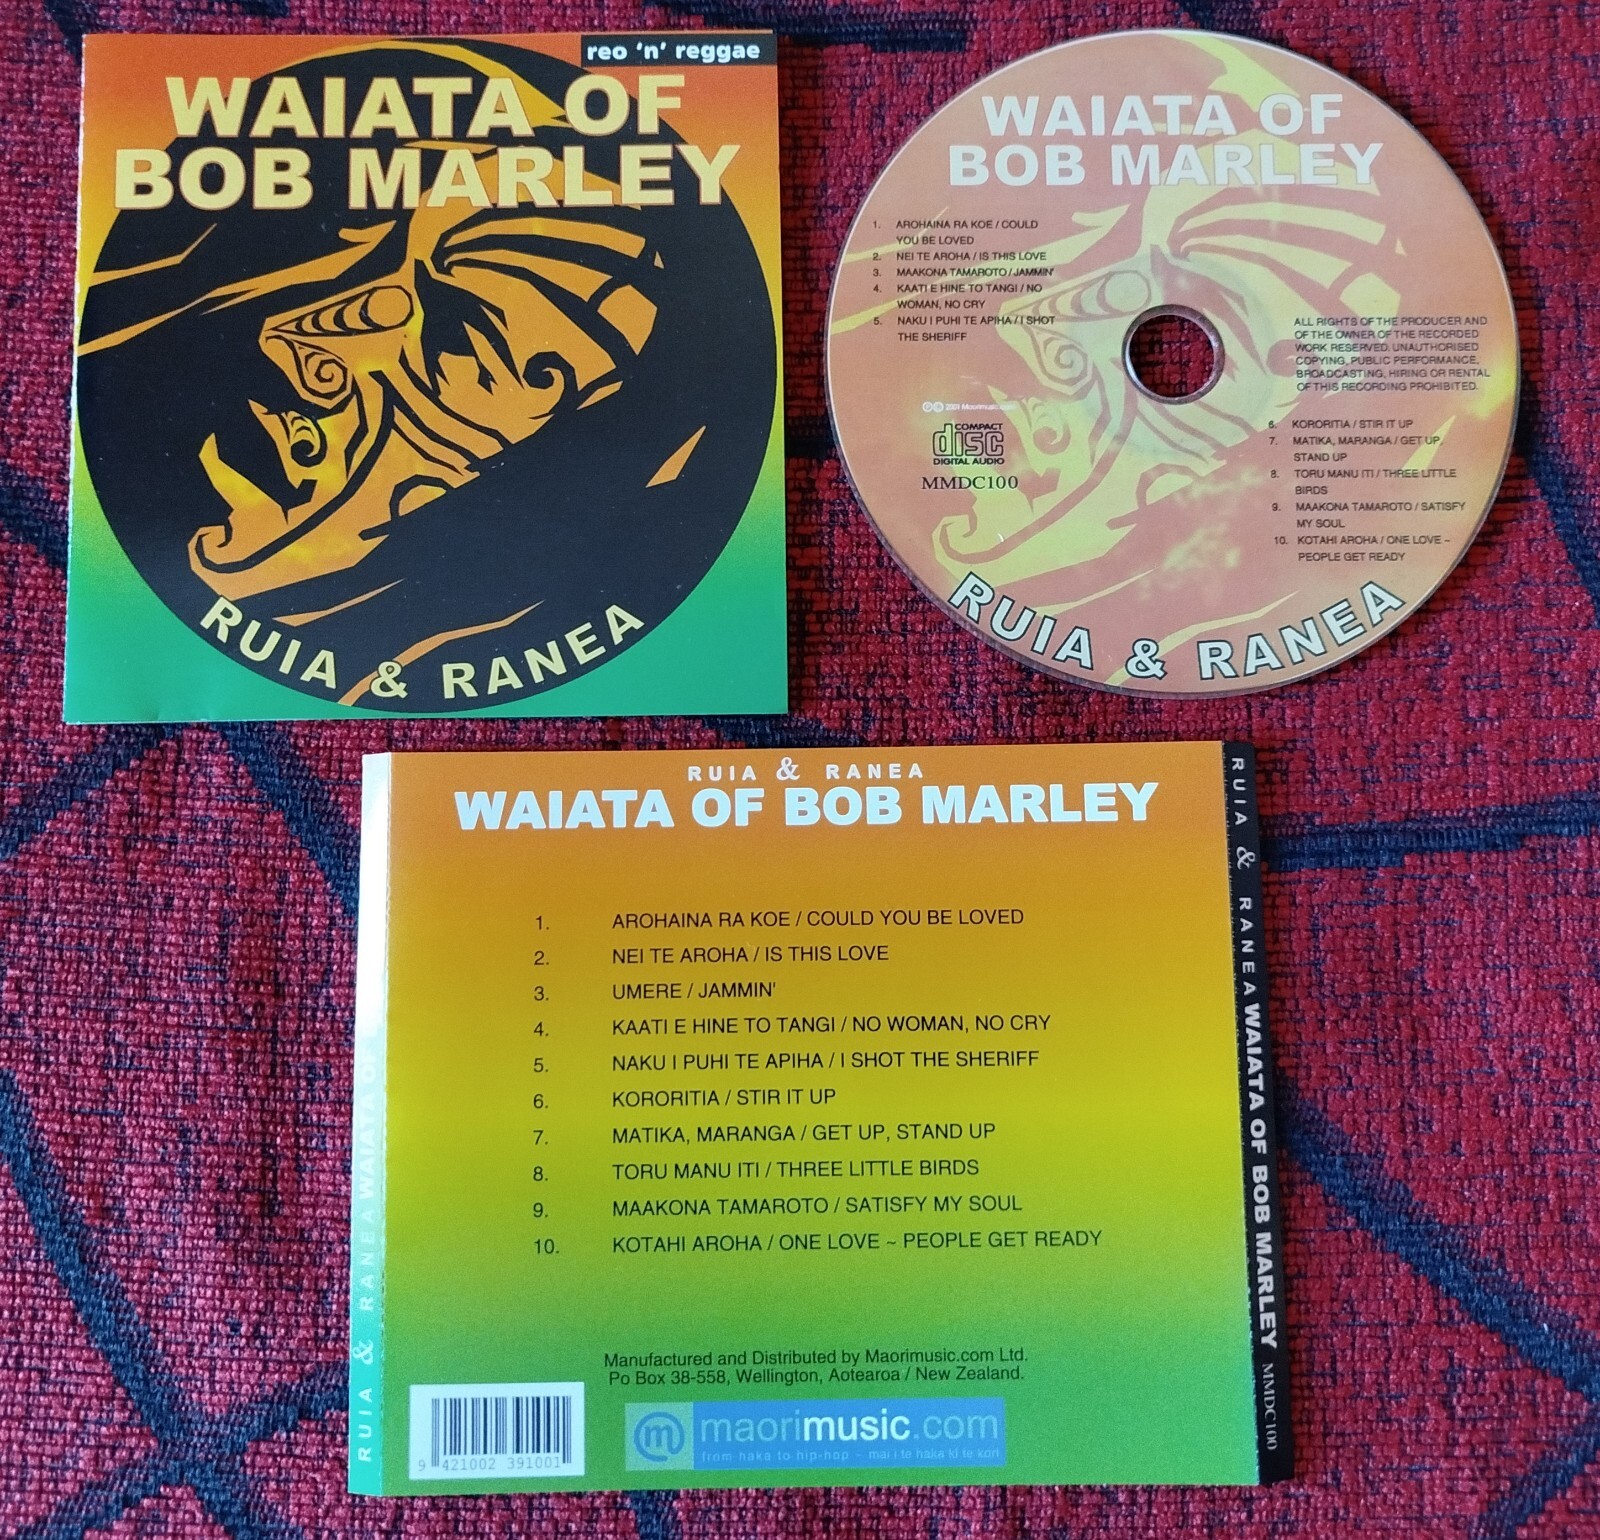 reo 'n' reggae
WAIATA OF
BOB MARLEY
RUIA & RANEA
WAIATA OF
BOB MARLEY
1. AROHAINA RA KOE / COULD
YOU BE LOVED
2. NEI TE AROHA / IS THIS LOVE
3. MAAKONA TAMAROTO / JAMMIN'
4. KAATI E HINE TO TANGI / NO
WOMAN, NO CRY
5. NAKU I PUHI TE APIHA / I SHOT
THE SHERIFF
ALL RIGHTS OF THE PRODUCER AND
OF THE OWNER OF THE RECORDED
WORK RESERVED. UNAUTHORISED
COPYING, PUBLIC PERFORMANCE,
BROADCASTING, HIRING OR RENTAL
OF THIS RECORDING PROHIBITED.
2001 Maorimusic.com
COMPACT
disc
DIGITAL AUDIO
MMDC100
6. KORORITIA / STIR IT UP
7. MATIKA, MARANGA / GET UP,
STAND UP
8. TORU MANU ITI / THREE LITTLE
BIRDS
9. MAAKONA TAMAROTO / SATISFY
MY SOUL
10. KOTAHI AROHA / ONE LOVE ~
PEOPLE GET READY
RUIA & RANEA
RUIA & RANEA
WAIATA OF BOB MARLEY
1. AROHAINA RA KOE / COULD YOU BE LOVED
2. NEI TE AROHA / IS THIS LOVE
3. UMERE / JAMMIN'
4. KAATI E HINE TO TANGI / NO WOMAN, NO CRY
5. NAKU I PUHI TE APIHA / I SHOT THE SHERIFF
6. KORORITIA / STIR IT UP
7. MATIKA, MARANGA / GET UP, STAND UP
8. TORU MANU ITI / THREE LITTLE BIRDS
9. MAAKONA TAMAROTO / SATISFY MY SOUL
10. KOTAHI AROHA / ONE LOVE ~ PEOPLE GET READY
Manufactured and Distributed by Maorimusic.com Ltd.
Po Box 38-558, Wellington, Aotearoa / New Zealand.
maorimusic.com
from haka to hip-hop – mai i te haka ki te kori
9 421002 391001
RUIA & RANEA WAIATA OF
RUIA & RANEA WAIATA OF BOB MARLEY MMDC100